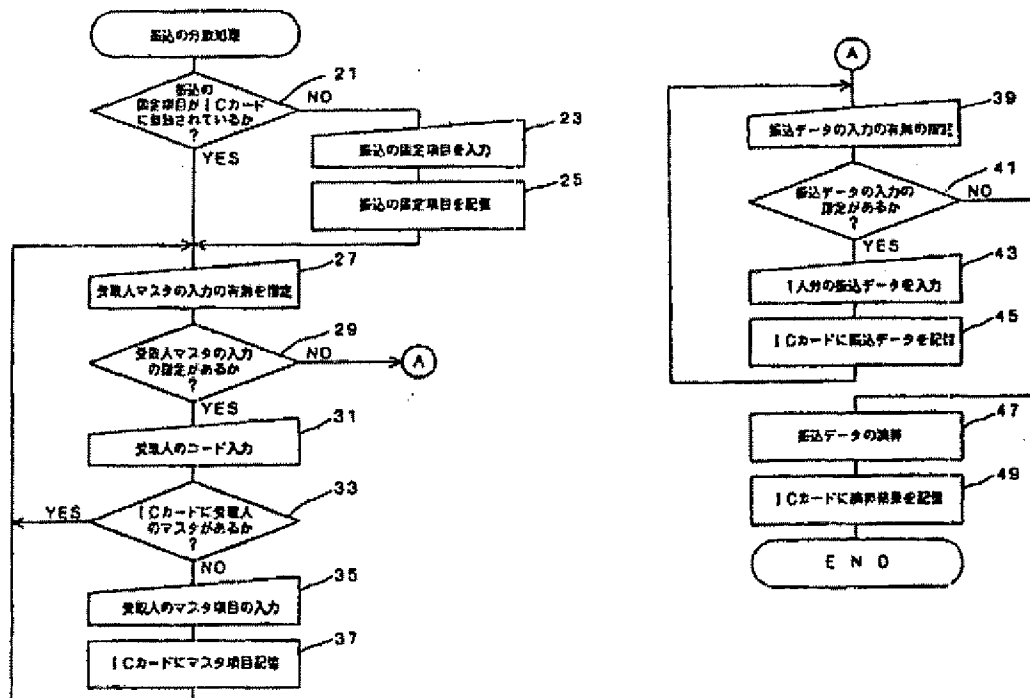 振込の分散処理
振込の
固定項目がICカード
に登録されているか
?
21
NO
YES
23
振込の固定項目を入力
25
振込の固定項目を記憶
27
受取人マスタの入力の有無を指定
29
受取人マスタの入力
の指定があるか
?
NO
A
YES
31
受取人のコード入力
33
ICカードに受取人
のマスタがあるか
?
YES
NO
35
受取人のマスタ項目の入力
37
ICカードにマスタ項目記憶
A
39
振込データの入力の有無の指定
41
振込データの入力の
指定があるか
?
NO
YES
43
1人分の振込データを入力
45
ICカードに振込データを記憶
47
振込データの演算
49
ICカードに演算結果を記憶
END